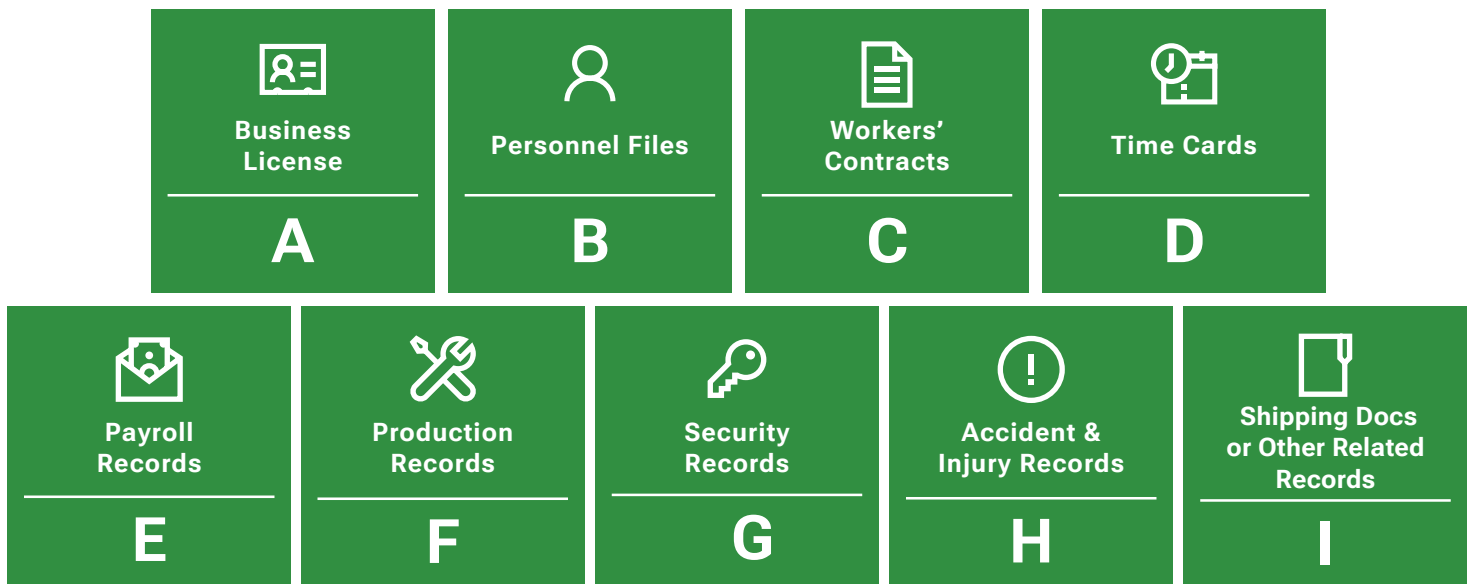 Business
License
A
Personnel Files
B
Workers’
Contracts
C
Time Cards
D
Payroll
Records
E
Production
Records
F
Security
Records
G
Accident &
Injury Records
H
Shipping Docs
or Other Related
Records
I